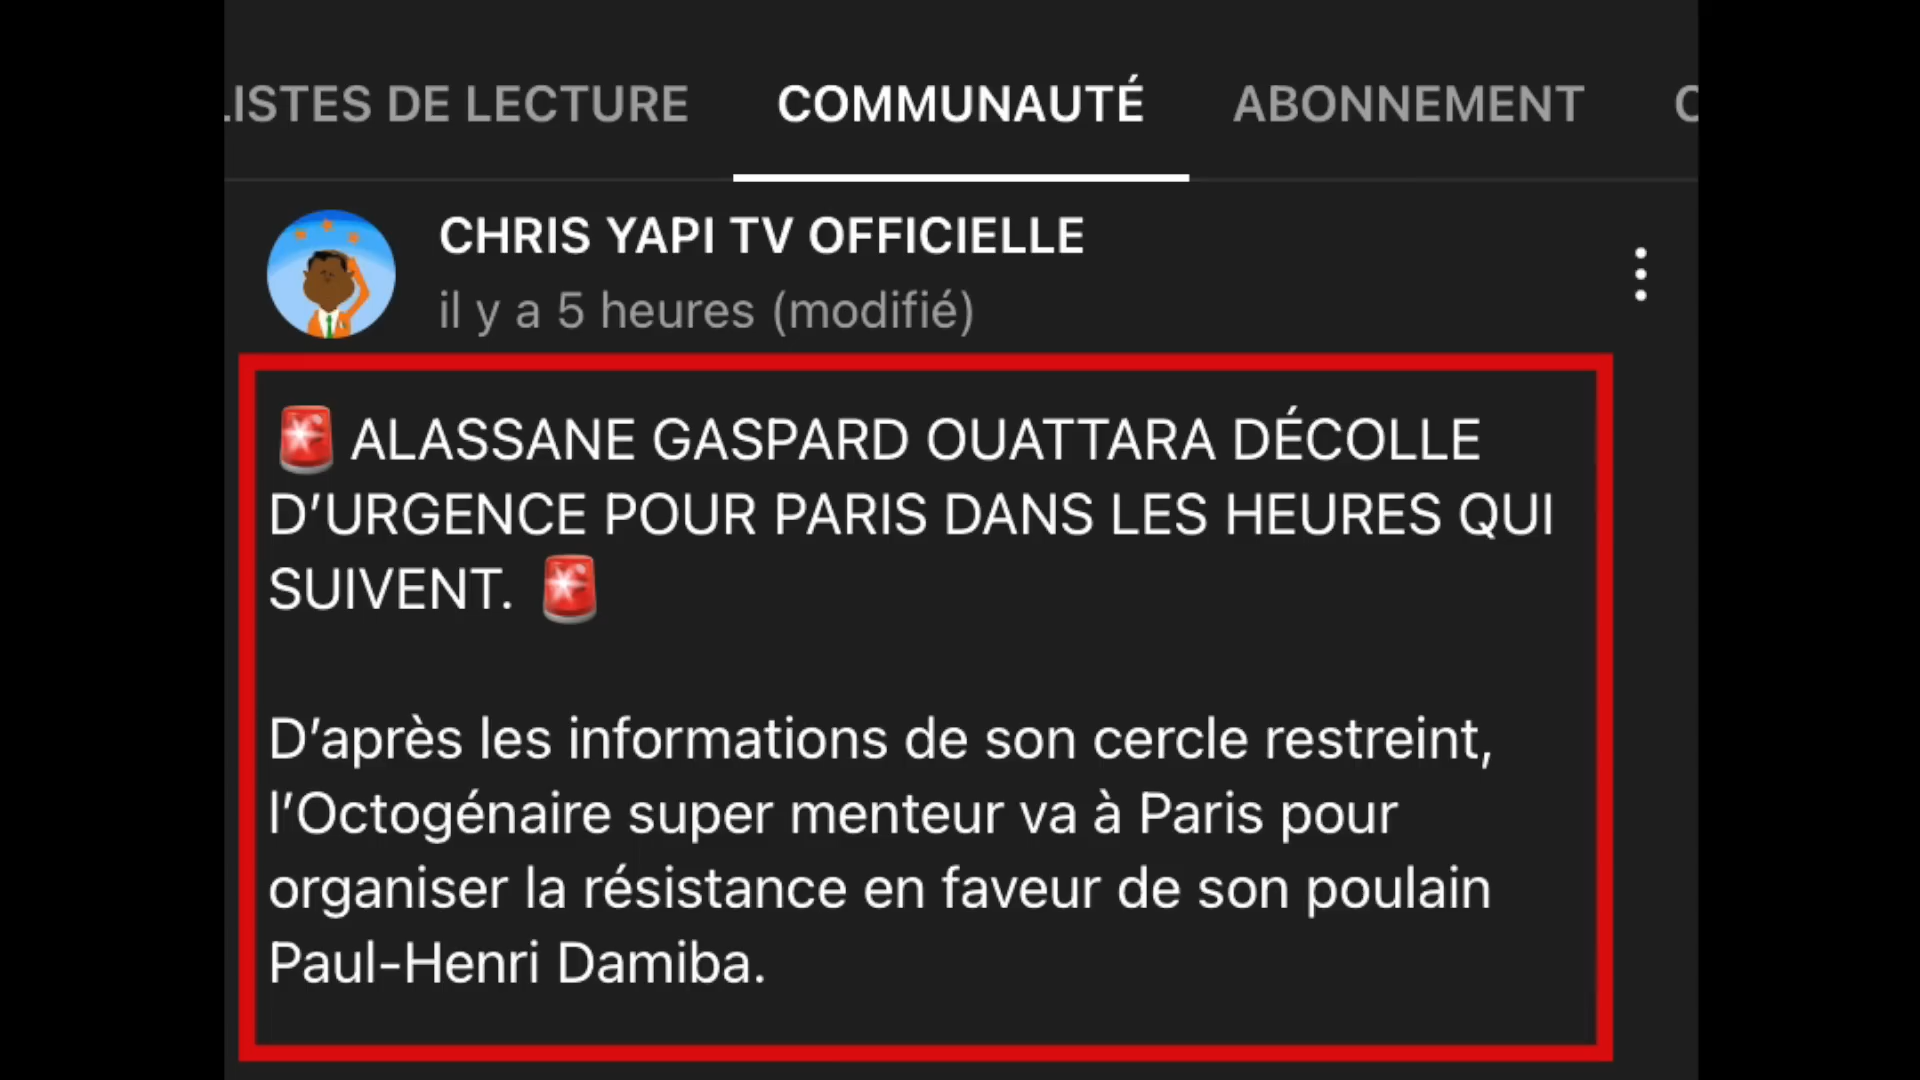 LISTES DE LECTURE COMMUNAUTÉ ABONNEMENT
CHRIS YAPI TV OFFICIELLE
il y a 5 heures (modifié)
🚨 ALASSANE GASPARD OUATTARA DÉCOLLE
D’URGENCE POUR PARIS DANS LES HEURES QUI
SUIVENT. 🚨
D’après les informations de son cercle restreint,
l’Octogénaire super menteur va à Paris pour
organiser la résistance en faveur de son poulain
Paul-Henri Damiba.